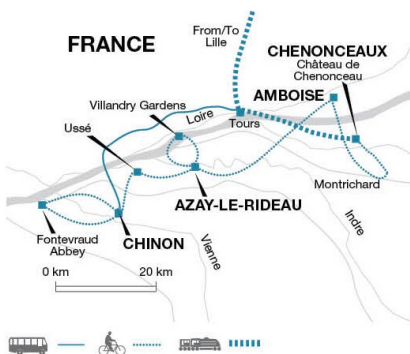 From/To
Lille
FRANCE
CHENONCEAUX
Château de
Chenonceau
AMBOISE
Villandry Gardens
Loire
Tours
Ussé
Montrichard
AZAY-LE-RIDEAU
Indre
Fontevraud
Abbey
CHINON
Vienne
0 km
20 km